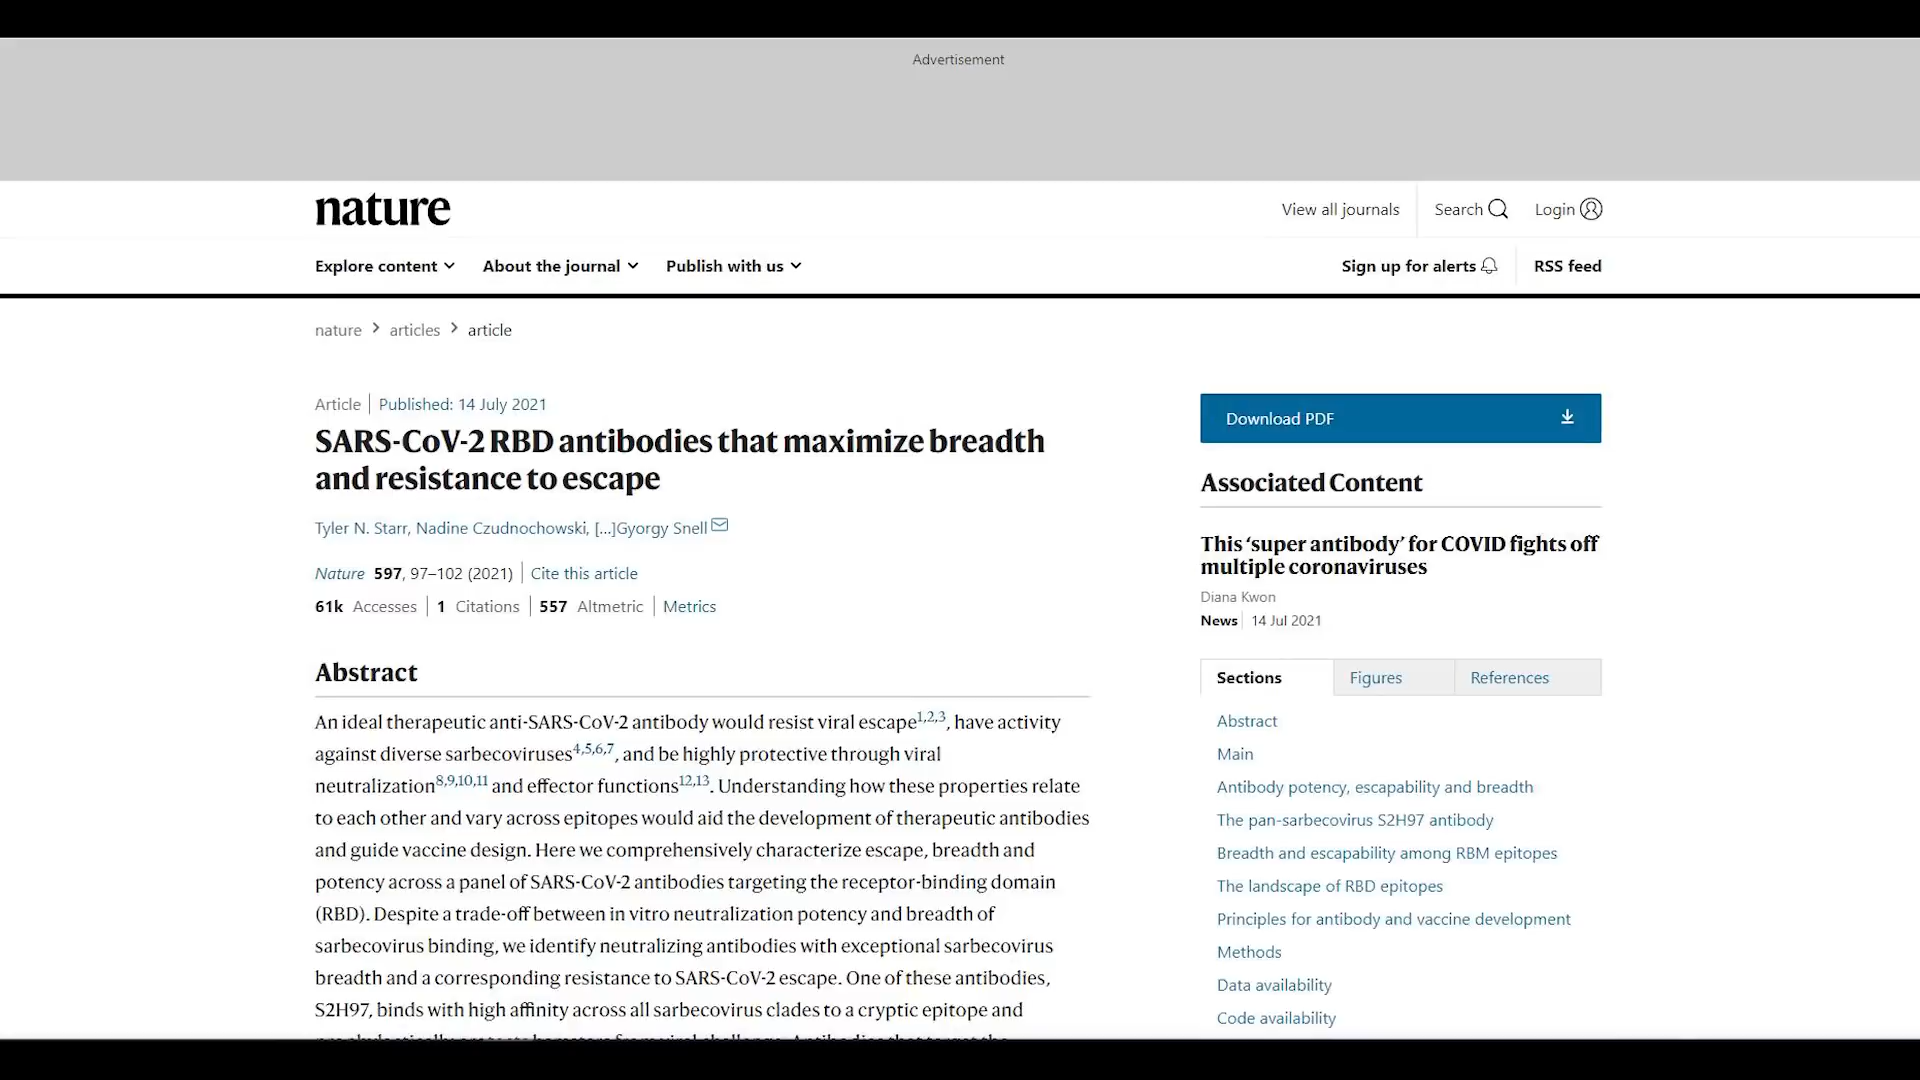 Advertisement
nature
View all journals
Search
Login
Explore content
About the journal
Publish with us
Sign up for alerts
RSS feed
nature > articles > article
Article | Published: 14 July 2021
SARS-CoV-2 RBD antibodies that maximize breadth
and resistance to escape
Tyler N. Starr, Nadine Czudnochowski, [...]Gyorgy Snell
Nature 597, 97–102 (2021) | Cite this article
61k Accesses | 1 Citations | 557 Altmetric | Metrics
Abstract
An ideal therapeutic anti-SARS-CoV-2 antibody would resist viral escape1,2,3, have activity
against diverse sarbecoviruses4,5,6,7, and be highly protective through viral
neutralization8,9,10,11 and effector functions12,13. Understanding how these properties relate
to each other and vary across epitopes would aid the development of therapeutic antibodies
and guide vaccine design. Here we comprehensively characterize escape, breadth and
potency across a panel of SARS-CoV-2 antibodies targeting the receptor-binding domain
(RBD). Despite a trade-off between in vitro neutralization potency and breadth of
sarbecovirus binding, we identify neutralizing antibodies with exceptional sarbecovirus
breadth and a corresponding resistance to SARS-CoV-2 escape. One of these antibodies,
S2H97, binds with high affinity across all sarbecovirus clades to a cryptic epitope and
Download PDF
Associated Content
This ‘super antibody’ for COVID fights off
multiple coronaviruses
Diana Kwon
News | 14 Jul 2021
Sections
Figures
References
Abstract
Main
Antibody potency, escapability and breadth
The pan-sarbecovirus S2H97 antibody
Breadth and escapability among RBM epitopes
The landscape of RBD epitopes
Principles for antibody and vaccine development
Methods
Data availability
Code availability